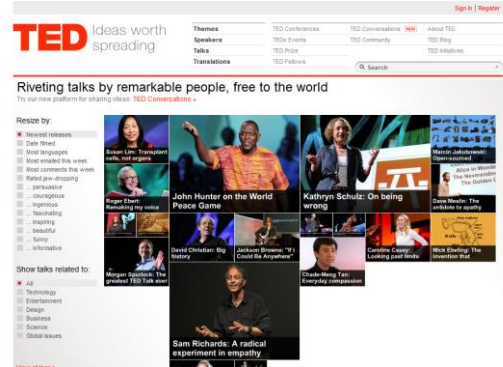 Sign In | Register
TED Ideas worth
spreading
Themes
Speakers
Talks
Translations
TED Conferences
TEDx Events
TED Prize
TED Fellows
TED Conversations NEW
TED Community
About TED
TED Blog
TED Initiatives
Search
Riveting talks by remarkable people, free to the world
Try our new platform for sharing ideas: TED Conversations »
Resize by:
Newest releases
Date filmed
Most languages
Most emailed this week
Most comments this week
Rated jaw-dropping
... persuasive
... courageous
... ingenious
... fascinating
... inspiring
... beautiful
... funny
... informative
Show talks related to:
All
Technology
Entertainment
Design
Business
Science
Global issues
Susan Lim: Transplant
cells, not organs
Roger Ebert:
Remaking my voice
Morgan Spurlock: The
greatest TED Talk ever
John Hunter on the World
Peace Game
David Christian: Big
history
Jackson Browne: "If I
Could Be Anywhere"
Sam Richards: A radical
experiment in empathy
Kathryn Schulz: On being
wrong
Chade-Meng Tan:
Everyday compassion
Caroline Casey:
Looking past limits
Marcin Jakubowski:
Open-sourced
Alice in Wonde
The Neverendin
The Golden C
Dave Meslin: The
antidote to apathy
Mick Ebeling: The
invention that